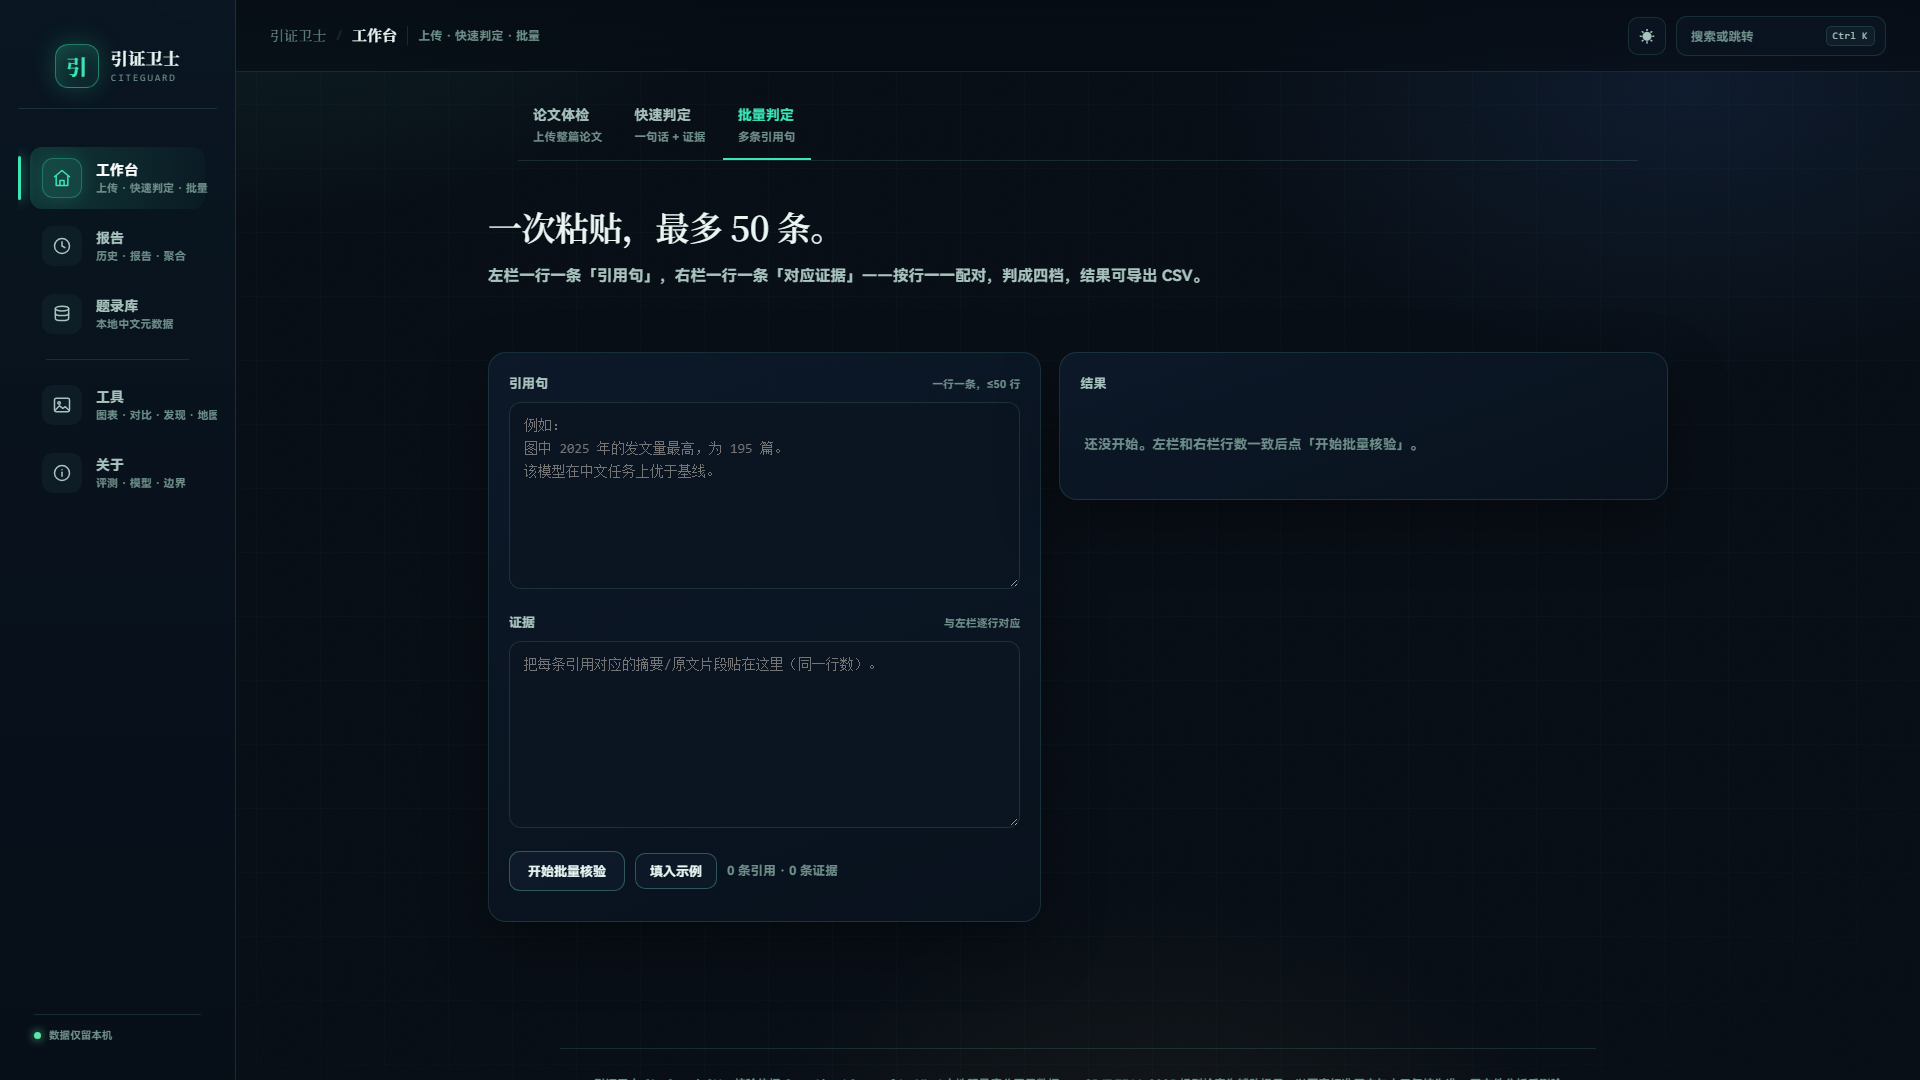 引
引证卫士
CITEGUARD
工作台
上传 · 快速判定 · 批量
报告
历史 · 报告 · 聚合
题录库
本地中文元数据
工具
图表 · 对比 · 发现 · 地图
关于
评测 · 模型 · 边界
数据仅留本机
引证卫士 / 工作台 上传 · 快速判定 · 批量
搜索或跳转 Ctrl K
论文体检 快速判定 批量判定
上传整篇论文 一句话 + 证据 多条引用句
一次粘贴，最多 50 条。
左栏一行一条「引用句」，右栏一行一条「对应证据」——按行一一配对，判成四档，结果可导出 CSV。
引用句 一行一条，≤50 行
例如：
图中 2025 年的发文量最高，为 195 篇。
该模型在中文任务上优于基线。
证据 与左栏逐行对应
把每条引用对应的摘要/原文片段贴在这里（同一行数）。
开始批量核验 填入示例 0 条引用 · 0 条证据
结果
还没开始。左栏和右栏行数一致后点「开始批量核验」。